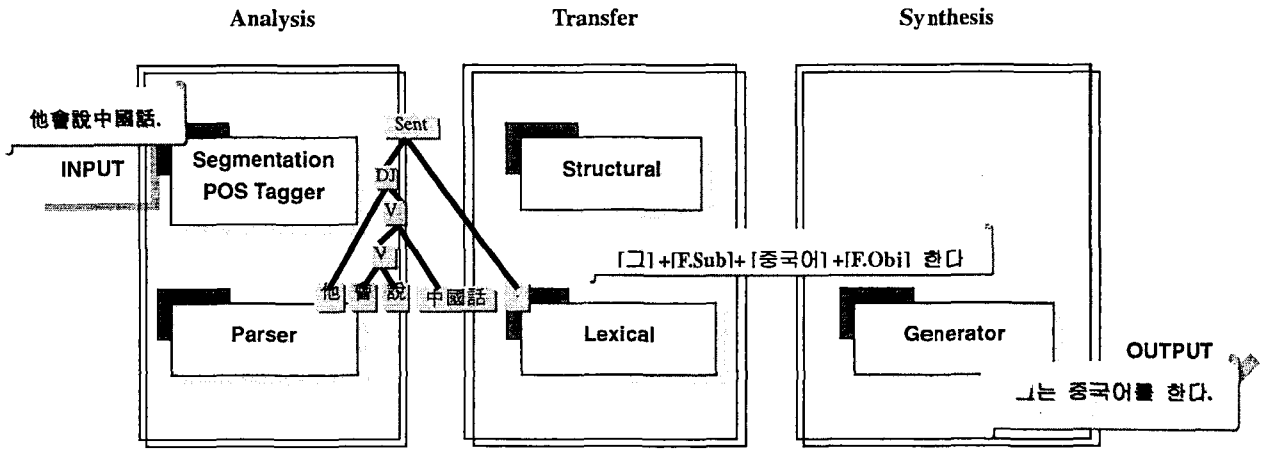 Analysis
Transfer
Synthesis
他會說中國話.
INPUT
Segmentation
POS Tagger
Sent
DJ
V
V
他 會 說 中國話 .
Parser
Structural
[그]+[F.Sub]+[중국어]+[F.Obj] 한다
Lexical
Generator
OUTPUT
그는 중국어를 한다.